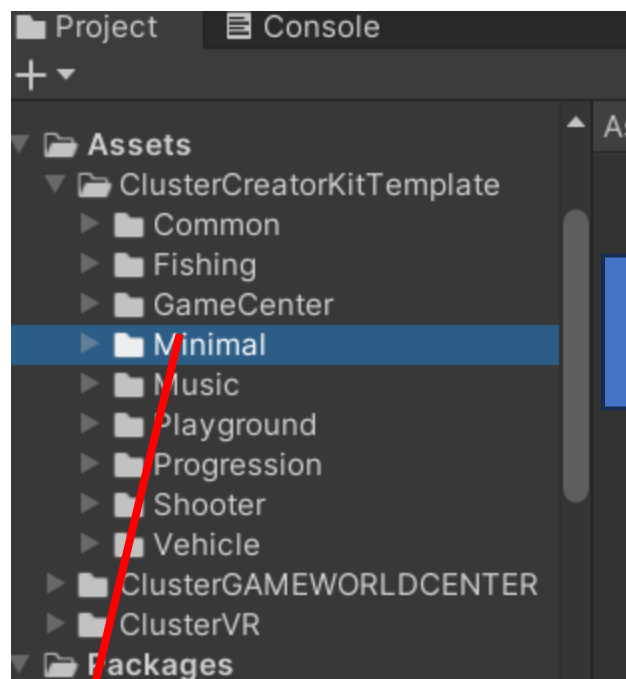 Project Console
Assets
ClusterCreatorKitTemplate
Common
Fishing
GameCenter
Minimal
Music
Playground
Progression
Shooter
Vehicle
ClusterGAMEWORLDCENTER
ClusterVR
Packages